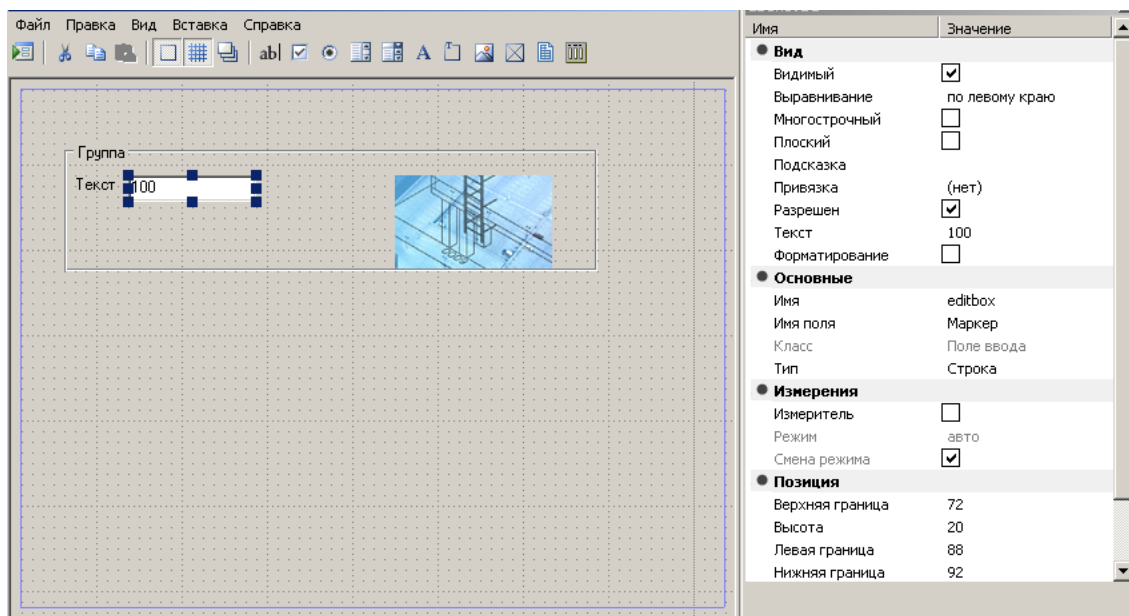 Файл Правка Вид Вставка Справка
ab|
A
Группа
Текст 100
Имя Значение
Вид
Видимый
Выравнивание по левому краю
Многострочный
Плоский
Подсказка
Привязка (нет)
Разрешен
Текст 100
Форматирование
Основные
Имя editbox
Имя поля Маркер
Класс Поле ввода
Тип Строка
Измерения
Измеритель
Режим авто
Смена режима
Позиция
Верхняя граница 72
Высота 20
Левая граница 88
Нижняя граница 92